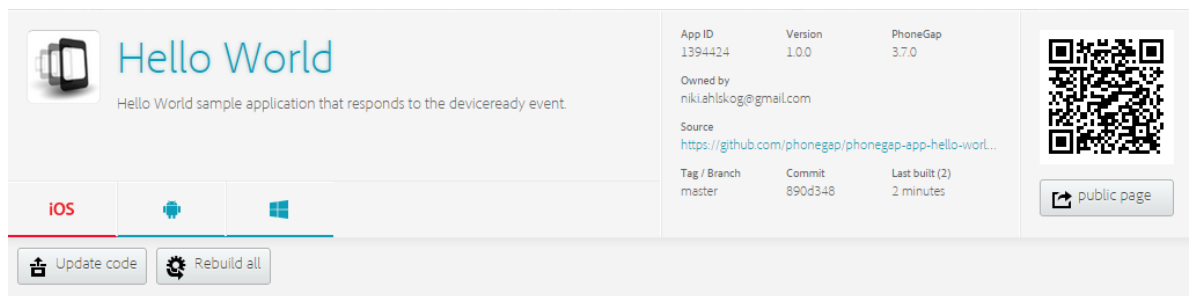 Hello World
Hello World sample application that responds to the deviceready event.
iOS
App ID Version PhoneGap
1394424 1.0.0 3.7.0
Owned by
niki.ahlskog@gmail.com
Source
https://github.com/phonegap/phonegap-app-hello-worl...
Tag / Branch Commit Last built (2)
master 890d348 2 minutes
public page
Update code Rebuild all